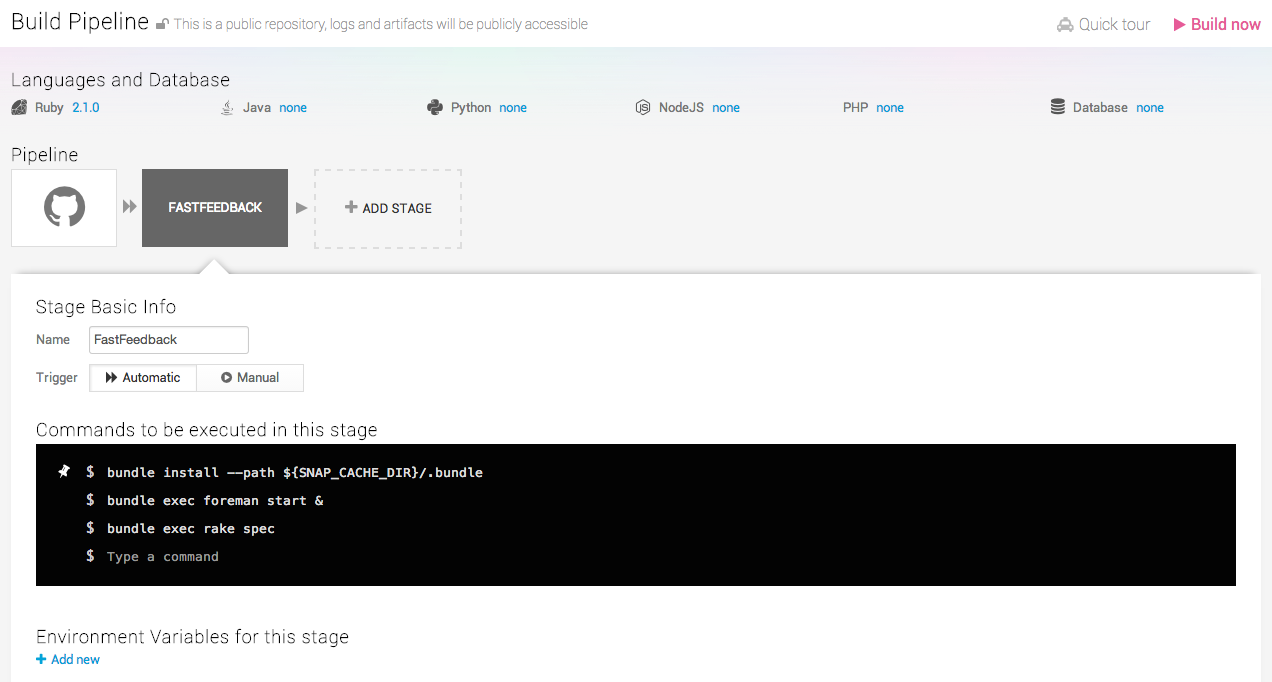 Build Pipeline This is a public repository, logs and artifacts will be publicly accessible Quick tour Build now
Languages and Database
Ruby 2.1.0 Java none Python none NodeJS none PHP none Database none
Pipeline
FASTFEEDBACK ADD STAGE
Stage Basic Info
Name FastFeedback
Trigger Automatic Manual
Commands to be executed in this stage
$ bundle install --path ${SNAP_CACHE_DIR}/.bundle
$ bundle exec foreman start &
$ bundle exec rake spec
$ Type a command
Environment Variables for this stage
+ Add new